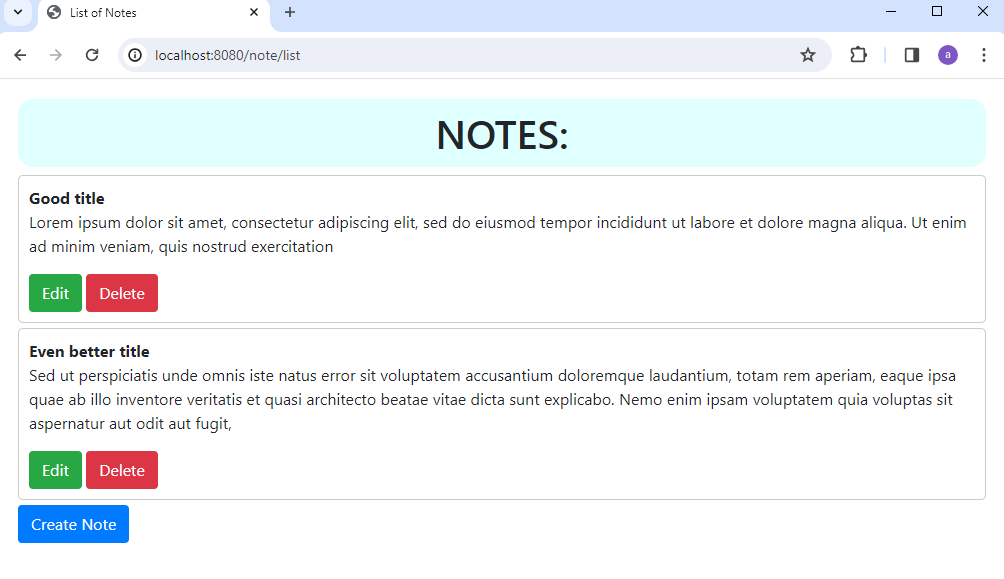 List of Notes
localhost:8080/note/list
a
NOTES:
Good title
Lorem ipsum dolor sit amet, consectetur adipiscing elit, sed do eiusmod tempor incididunt ut labore et dolore magna aliqua. Ut enim
ad minim veniam, quis nostrud exercitation
Edit Delete
Even better title
Sed ut perspiciatis unde omnis iste natus error sit voluptatem accusantium doloremque laudantium, totam rem aperiam, eaque ipsa
quae ab illo inventore veritatis et quasi architecto beatae vitae dicta sunt explicabo. Nemo enim ipsam voluptatem quia voluptas sit
aspernatur aut odit aut fugit,
Edit Delete
Create Note